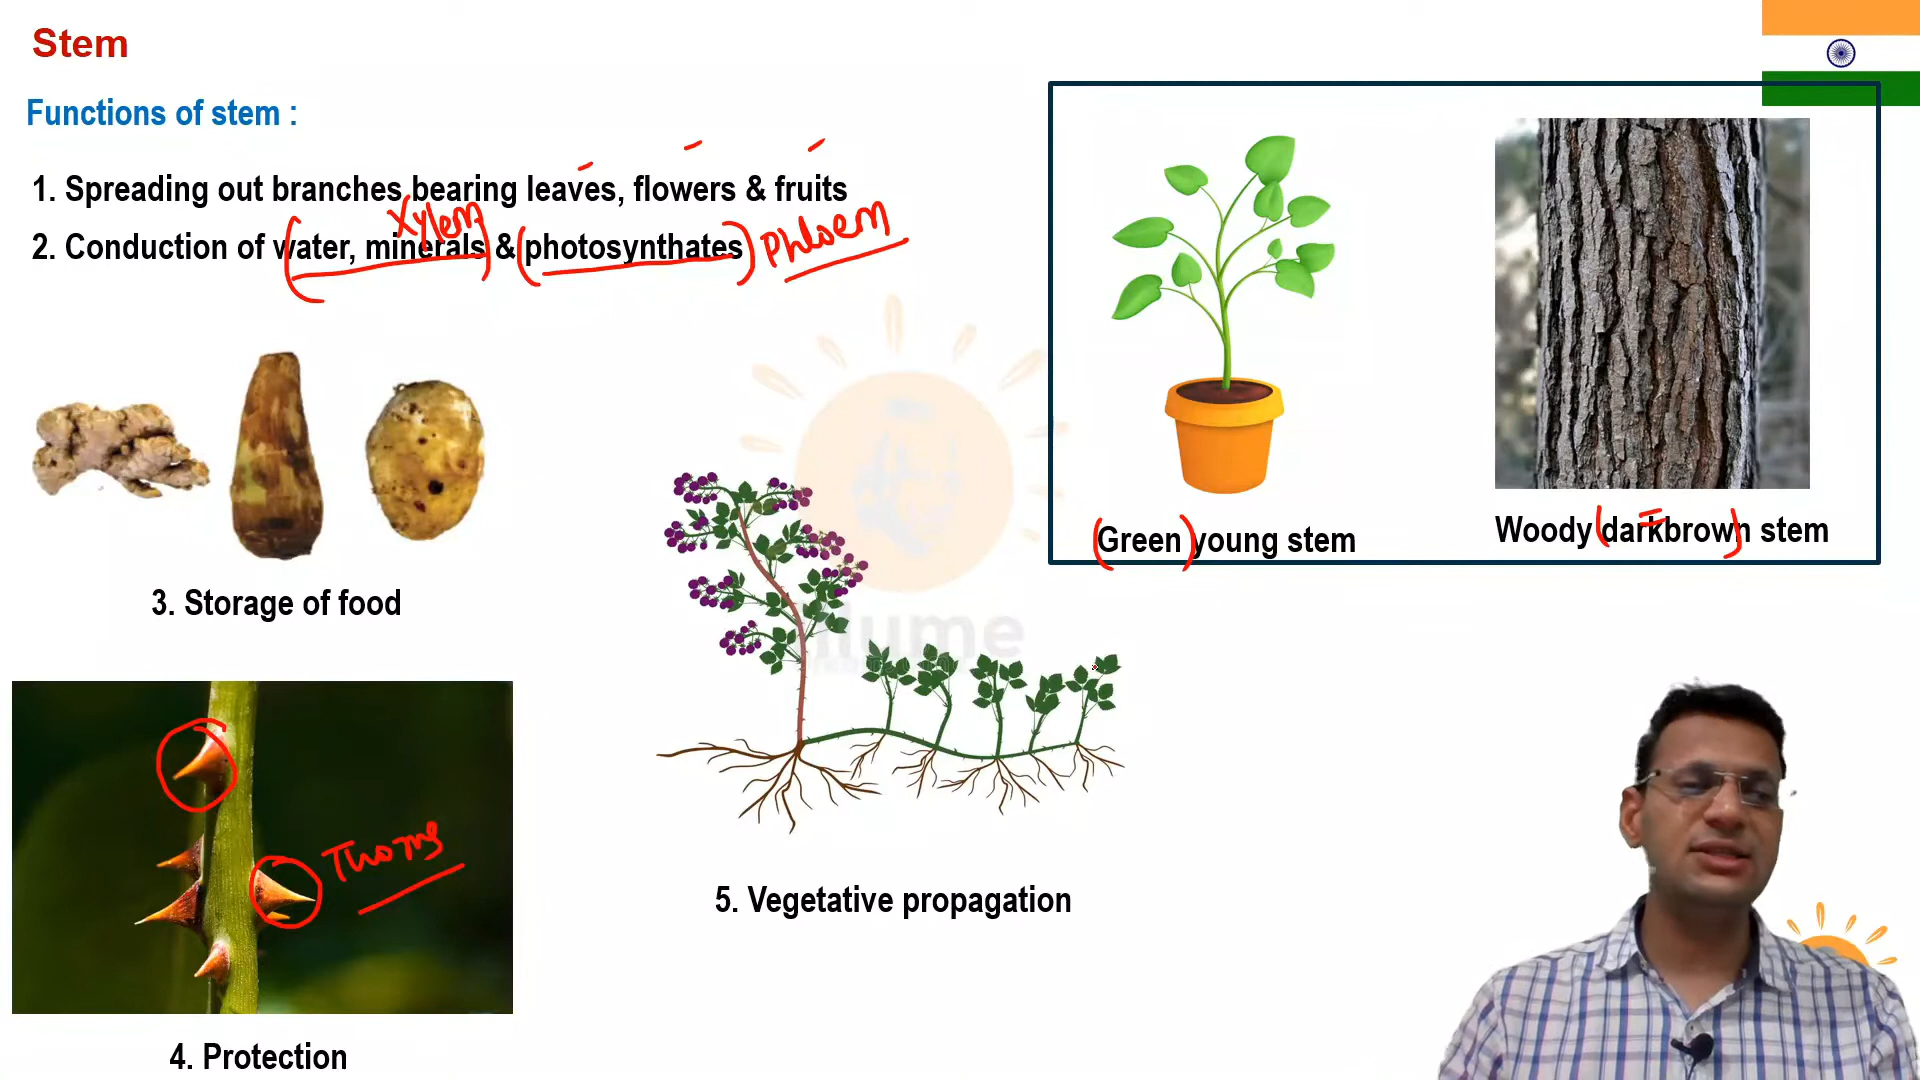 Stem
Functions of stem :
1. Spreading out branches bearing leaves, flowers & fruits
Xylem
2. Conduction of water, minerals & (photosynthates) Phloem
Green young stem
Woody darkbrown stem
3. Storage of food
lume
Thorns
5. Vegetative propagation
4. Protection